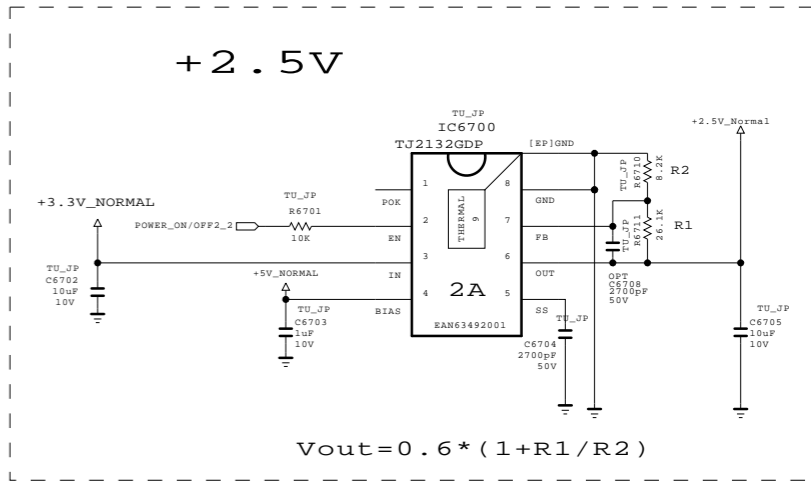 +2.5V
TU_JP
IC6700
TJ2132GDP
[EP]GND
+2.5V_Normal
TU_JP
R6710
8.2K
R2
+3.3V_NORMAL
TU_JP
R6701
10K
POWER_ON/OFF2_2
1
POK
2
EN
3
IN
4
BIAS
THERMAL
9
8
GND
7
FB
6
OUT
5
SS
2A
EAN63492001
TU_JP
R6711
26.1K
R1
TU_JP
C6702
10uF
10V
+5V_NORMAL
TU_JP
C6703
1uF
10V
TU_JP
C6704
2700pF
50V
OPT
C6708
2700pF
50V
TU_JP
C6705
10uF
10V
Vout=0.6*(1+R1/R2)